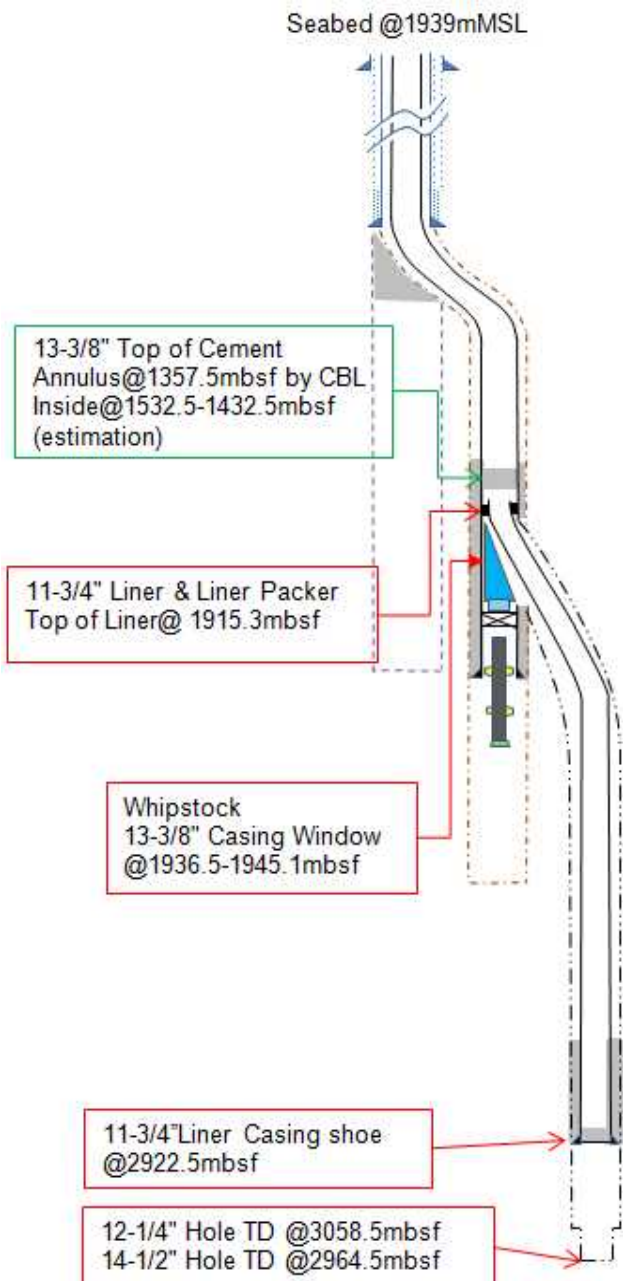 Seabed @1939mMSL
13-3/8" Top of Cement
Annulus@1357.5mbsf by CBL
Inside@1532.5-1432.5mbsf
(estimation)
11-3/4" Liner & Liner Packer
Top of Liner@ 1915.3mbsf
Whipstock
13-3/8" Casing Window
@1936.5-1945.1mbsf
11-3/4"Liner Casing shoe
@2922.5mbsf
12-1/4" Hole TD @3058.5mbsf
14-1/2" Hole TD @2964.5mbsf